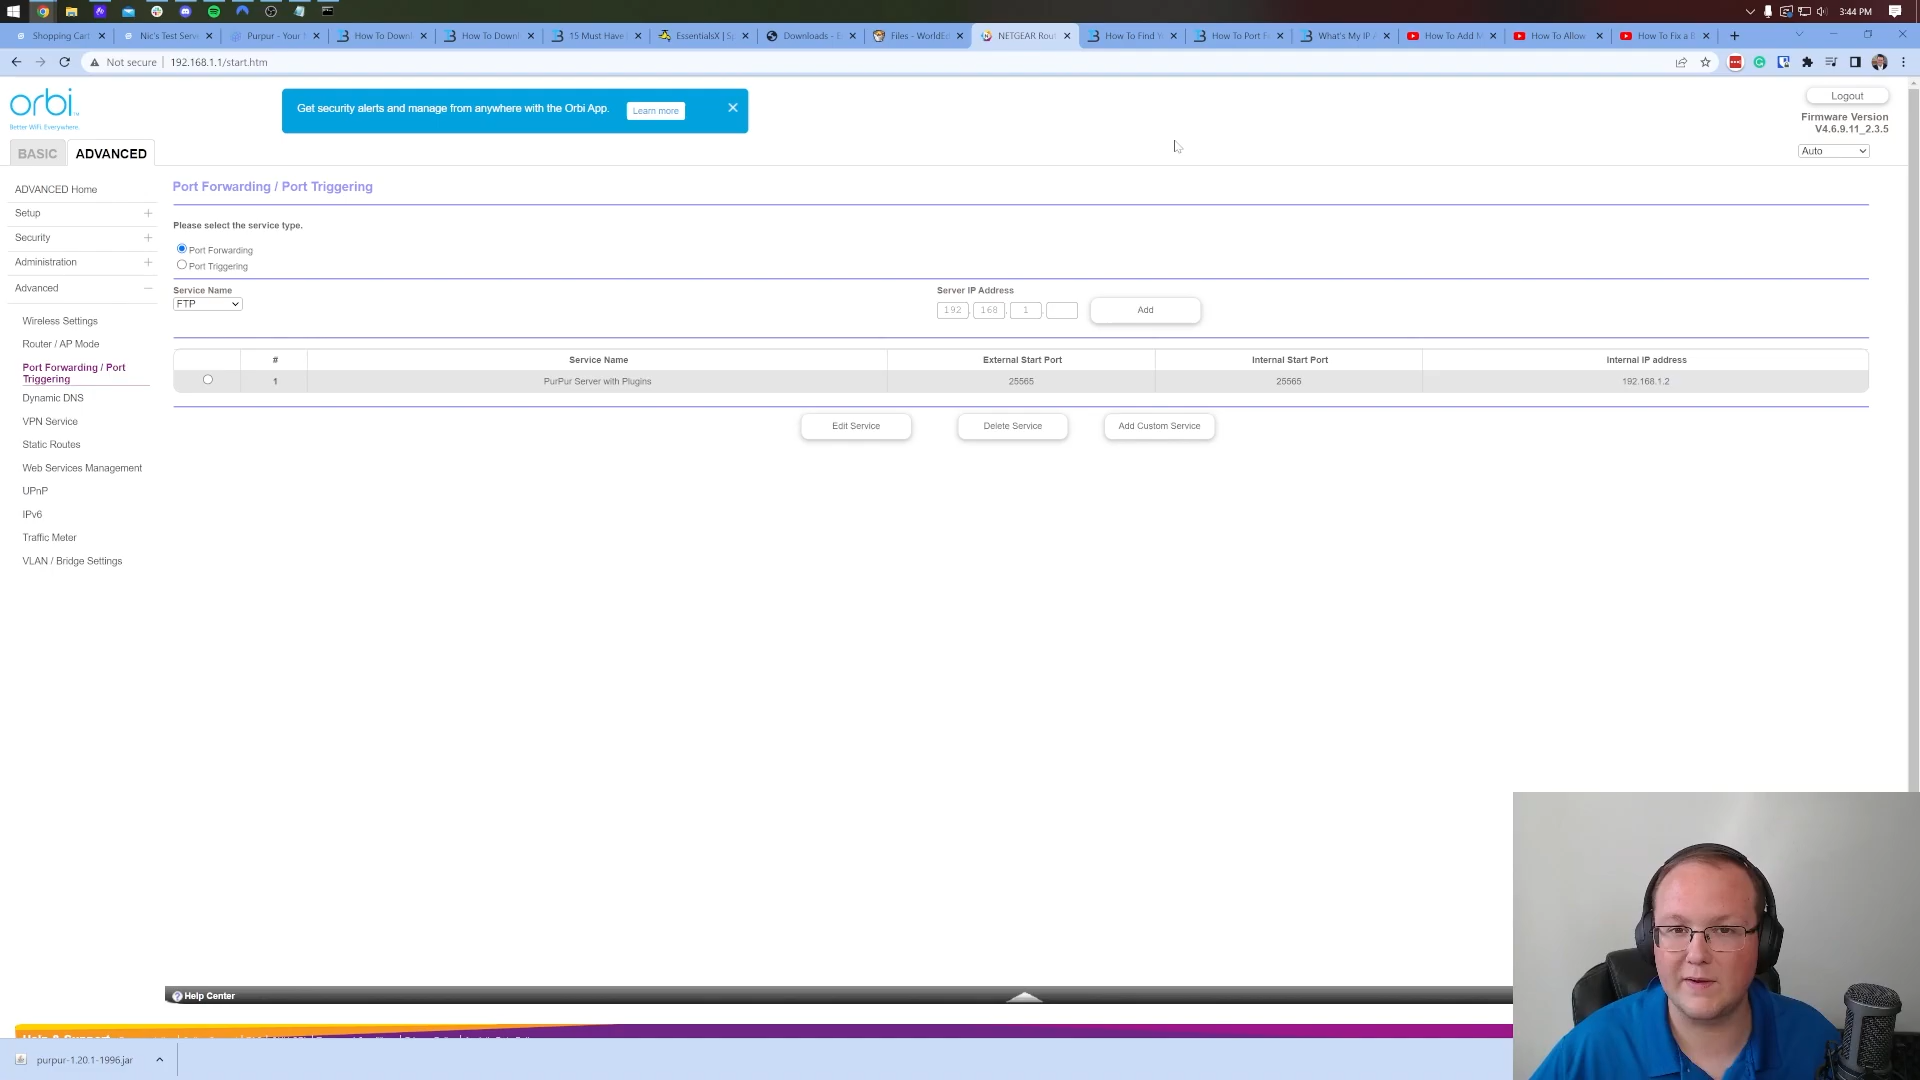 3:44 PM
Shopping Cart
Nic's Test Serv
Purpur - Your
How To Downl
How To Downl
15 Must Have
EssentialsX | Sp
Downloads -
Files - WorldEd
NETGEAR Rou
How To Find Y
How To Port F
What's My IP A
How To Add M
How To Allow
How To Fix a B
Not secure
192.168.1.1/start.htm
orbi
Better WiFi. Everywhere.
Get security alerts and manage from anywhere with the Orbi App.
Learn more
Logout
Firmware Version
V4.6.9.11_2.3.5
Auto
BASIC
ADVANCED
ADVANCED Home
Setup
Security
Administration
Advanced
Wireless Settings
Router / AP Mode
Port Forwarding / Port
Triggering
Dynamic DNS
VPN Service
Static Routes
Web Services Management
UPnP
IPv6
Traffic Meter
VLAN / Bridge Settings
Port Forwarding / Port Triggering
Please select the service type.
Port Forwarding
Port Triggering
Service Name
FTP
Server IP Address
192 . 168 . 1
Add
# Service Name External Start Port Internal Start Port Internal IP address
1 PurPur Server with Plugins 25565 25565 192.168.1.2
Edit Service
Delete Service
Add Custom Service
Help Center
purpur-1.20.1-1996.jar